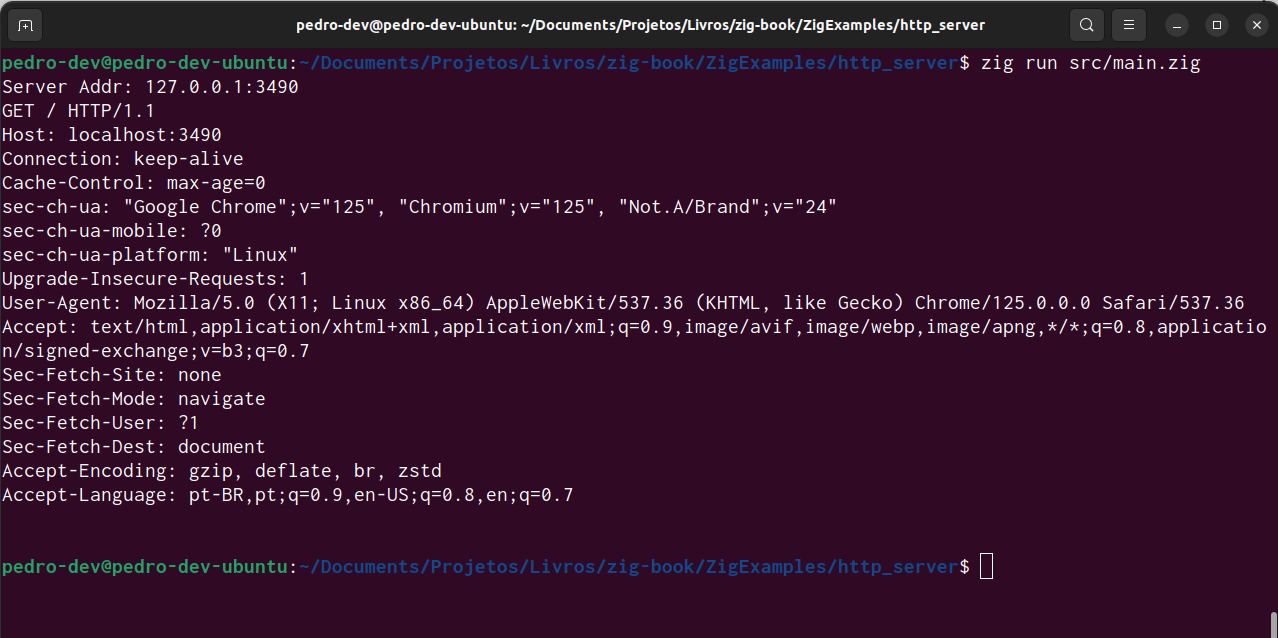 pedro-dev@pedro-dev-ubuntu: ~/Documents/Projetos/Livros/zig-book/ZigExamples/http_server
pedro-dev@pedro-dev-ubuntu:~/Documents/Projetos/Livros/zig-book/ZigExamples/http_server$ zig run src/main.zig
Server Addr: 127.0.0.1:3490
GET / HTTP/1.1
Host: localhost:3490
Connection: keep-alive
Cache-Control: max-age=0
sec-ch-ua: "Google Chrome";v="125", "Chromium";v="125", "Not.A/Brand";v="24"
sec-ch-ua-mobile: ?0
sec-ch-ua-platform: "Linux"
Upgrade-Insecure-Requests: 1
User-Agent: Mozilla/5.0 (X11; Linux x86_64) AppleWebKit/537.36 (KHTML, like Gecko) Chrome/125.0.0.0 Safari/537.36
Accept: text/html,application/xhtml+xml,application/xml;q=0.9,image/avif,image/webp,image/apng,*/*;q=0.8,applicatio
n/signed-exchange;v=b3;q=0.7
Sec-Fetch-Site: none
Sec-Fetch-Mode: navigate
Sec-Fetch-User: ?1
Sec-Fetch-Dest: document
Accept-Encoding: gzip, deflate, br, zstd
Accept-Language: pt-BR,pt;q=0.9,en-US;q=0.8,en;q=0.7
pedro-dev@pedro-dev-ubuntu:~/Documents/Projetos/Livros/zig-book/ZigExamples/http_server$